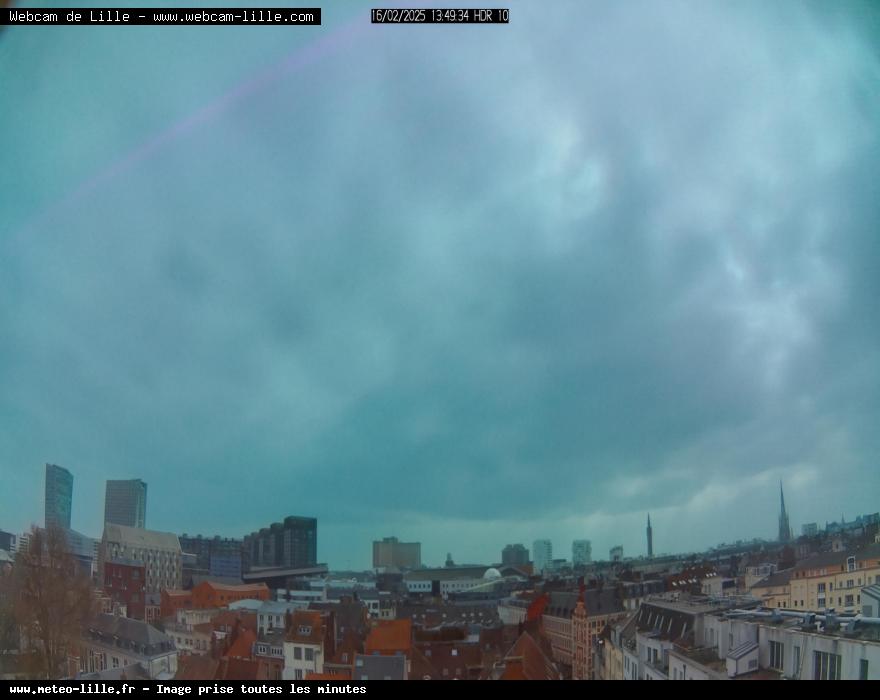 Webcam de Lille - www.webcam-lille.com
16/02/2025 13:49:34 HDR 10
www.meteo-lille.fr - Image prise toutes les minutes